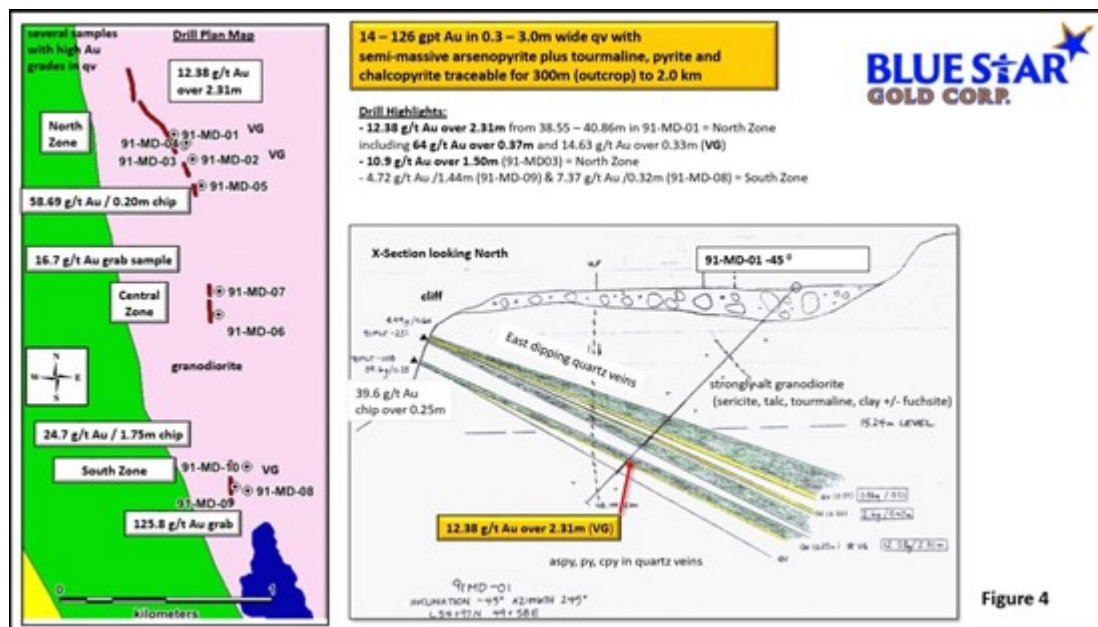 several samples
with high Au
grades in qv
Drill Plan Map
12.38 g/t Au
over 2.31m
North
Zone
91-MD-01 VG
91-MD-04
91-MD-03
91-MD-02 VG
91-MD-05
58.69 g/t Au / 0.20m chip
16.7 g/t Au grab sample
Central
Zone
91-MD-07
91-MD-06
N
W E
S
granodiorite
24.7 g/t Au / 1.75m chip
South Zone
91-MD-10 VG
91-MD-08
91-MD-09
125.8 g/t Au grab
0 1
kilometers
14 – 126 gpt Au in 0.3 – 3.0m wide qv with
semi-massive arsenopyrite plus tourmaline, pyrite and
chalcopyrite traceable for 300m (outcrop) to 2.0 km
BLUE STAR
GOLD CORP.
Drill Highlights:
- 12.38 g/t Au over 2.31m from 38.55 – 40.86m in 91-MD-01 = North Zone
including 64 g/t Au over 0.37m and 14.63 g/t Au over 0.33m (VG)
- 10.9 g/t Au over 1.50m (91-MD03) = North Zone
- 4.72 g/t Au /1.44m (91-MD-09) & 7.37 g/t Au /0.32m (91-MD-08) = South Zone
X-Section looking North
91-MD-01 -45⁰
cliff
East dipping quartz veins
39.6 g/t Au
chip over 0.25m
strongly alt granodiorite
(sericite, talc, tourmaline, clay +/- fuchsite)
15.24m LEVEL
12.38 g/t Au over 2.31m (VG)
aspy, py, cpy in quartz veins
QV
91MD-01
INCLINATION -45° AZIMUTH 245°
L54+97N 49+58E
Figure 4